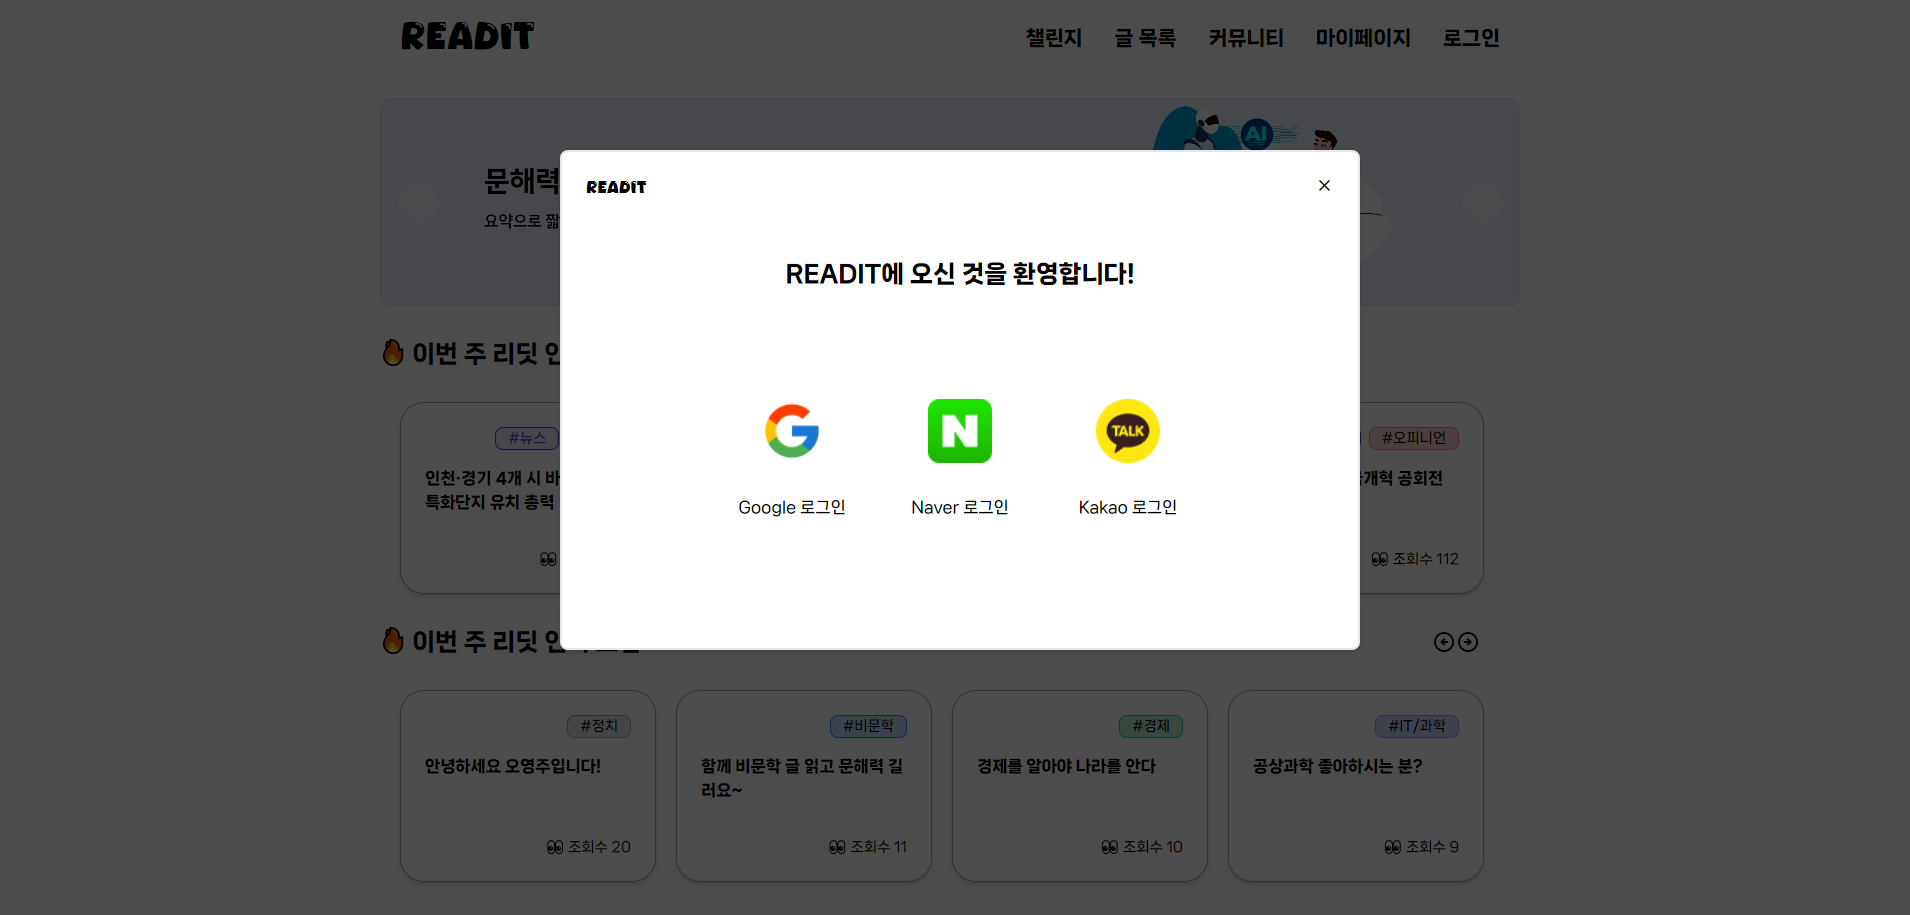 READIT
챌린지 글 목록 커뮤니티 마이페이지 로그인
AI
문해력
요약으로 짧
READIT
READIT에 오신 것을 환영합니다!
TALK
Google 로그인 Naver 로그인 Kakao 로그인
이번 주 리딧 인
#뉴스
인천·경기 4개 시 바
특화단지 유치 총력
#오피니언
개혁 공회전
조회수 112
이번 주 리딧 인
#정치
안녕하세요 오영주입니다!
조회수 20
#비문학
함께 비문학 글 읽고 문해력 길
러요~
조회수 11
#경제
경제를 알아야 나라를 안다
조회수 10
#IT/과학
공상과학 좋아하시는 분?
조회수 9